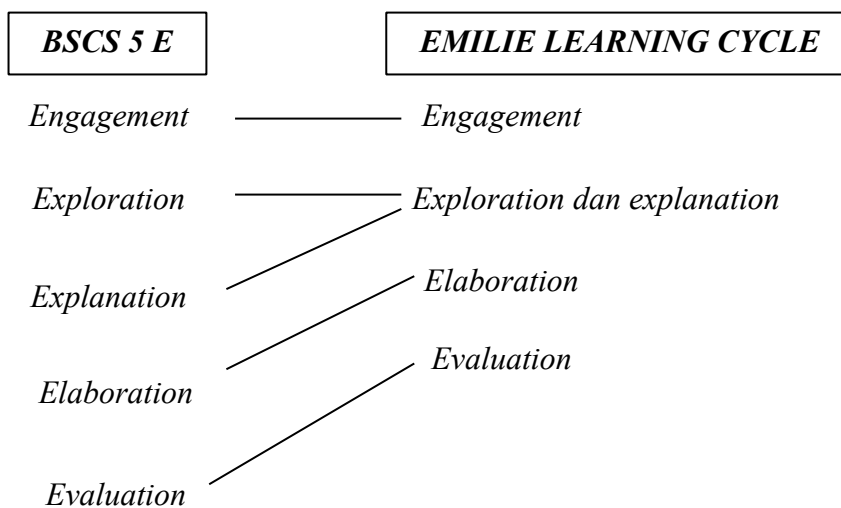 BSCS 5 E
EMILIE LEARNING CYCLE
Engagement
Engagement
Exploration
Exploration dan explanation
Explanation
Elaboration
Elaboration
Evaluation
Evaluation